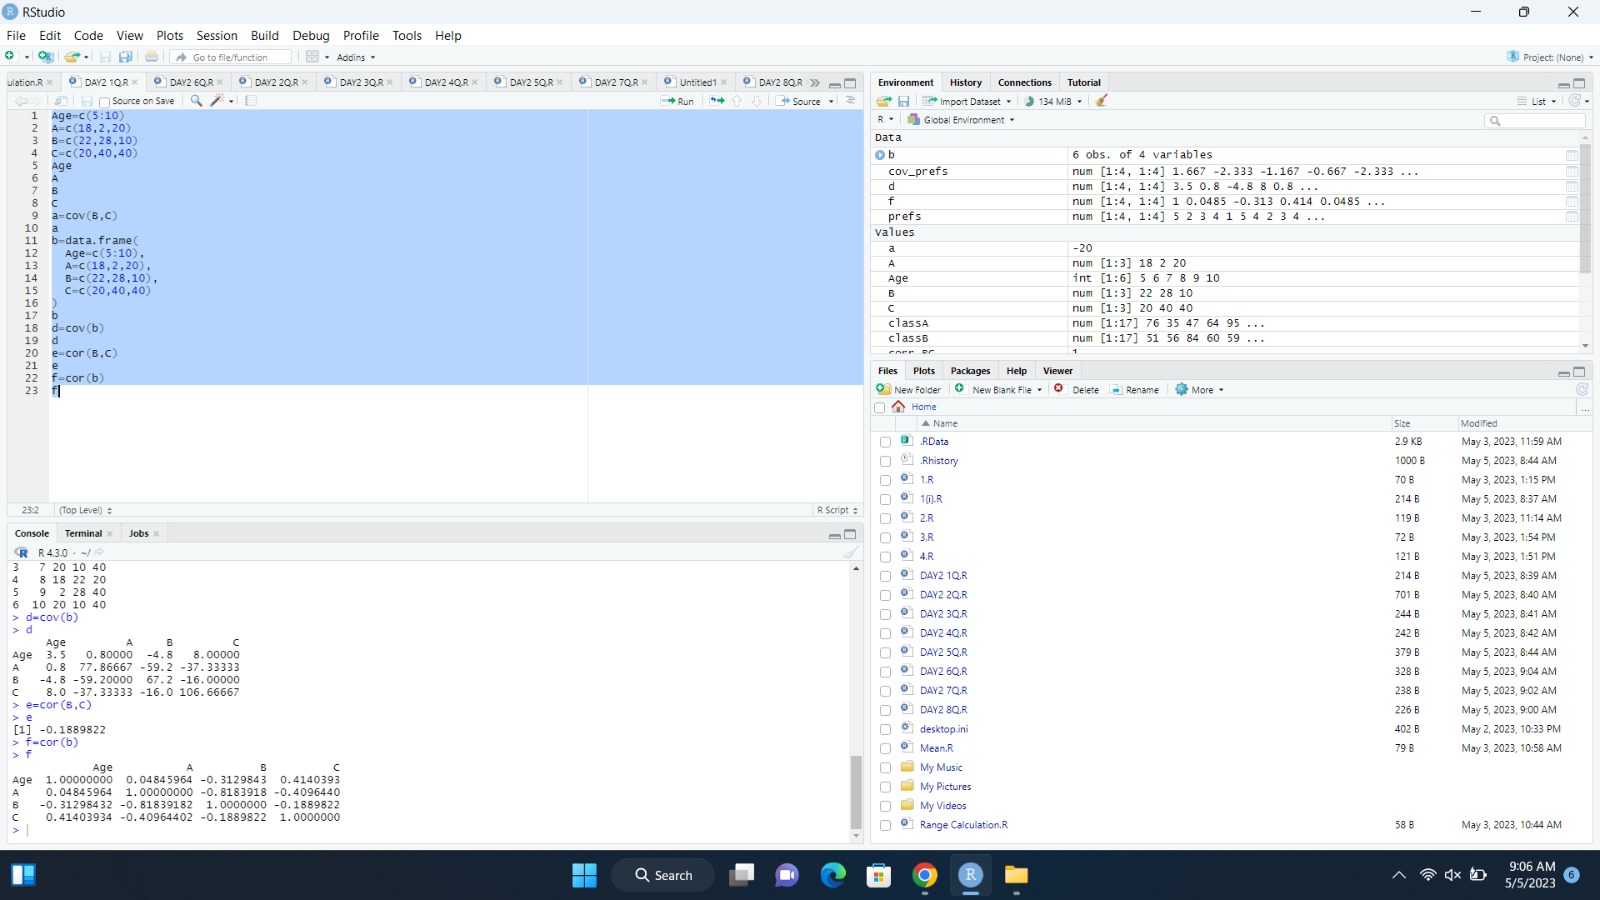 RStudio
File Edit Code View Plots Session Build Debug Profile Tools Help
Go to file/function Addins Project: (None)
ulation.R DAY2 1Q.R DAY2 6Q.R DAY2 2Q.R DAY2 3Q.R DAY2 4Q.R DAY2 5Q.R DAY2 7Q.R Untitled1 DAY2 8Q.R
Source on Save Run Source
1 Age=c(5:10)
2 A=c(18,2,20)
3 B=c(22,28,10)
4 C=c(20,40,40)
5 Age
6 A
7 B
8 C
9 a=cov(B,C)
10 a
11 b=data.frame(
12 Age=c(5:10),
13 A=c(18,2,20),
14 B=c(22,28,10),
15 C=c(20,40,40)
16 )
17 b
18 d=cov(b)
19 d
20 e=cor(B,C)
21 e
22 f=cor(b)
23 f
23:2 (Top Level) R Script
Console Terminal Jobs
R 4.3.0 · ~/
3 7 20 10 40
4 8 18 22 20
5 9 2 28 40
6 10 20 10 40
> d=cov(b)
> d
Age A B C
Age 3.5 0.80000 -4.8 8.00000
A 0.8 77.86667 -59.2 -37.33333
B -4.8 -59.20000 67.2 -16.00000
C 8.0 -37.33333 -16.0 106.66667
> e=cor(B,C)
> e
[1] -0.1889822
> f=cor(b)
> f
Age A B C
Age 1.00000000 0.04845964 -0.3129843 0.4140393
A 0.04845964 1.00000000 -0.8183918 -0.4096440
B -0.31298432 -0.81839182 1.0000000 -0.1889822
C 0.41403934 -0.40964402 -0.1889822 1.0000000
>
Environment History Connections Tutorial
Import Dataset 134 MiB List
R Global Environment
Data
b 6 obs. of 4 variables
cov_prefs num [1:4, 1:4] 1.667 -2.333 -1.167 -0.667 -2.333 ...
d num [1:4, 1:4] 3.5 0.8 -4.8 8 0.8 ...
f num [1:4, 1:4] 1 0.0485 -0.313 0.414 0.0485 ...
prefs num [1:4, 1:4] 5 2 3 4 1 5 4 2 3 4 ...
Values
a -20
A num [1:3] 18 2 20
Age int [1:6] 5 6 7 8 9 10
B num [1:3] 22 28 10
C num [1:3] 20 40 40
classA num [1:17] 76 35 47 64 95 ...
classB num [1:17] 51 56 84 60 59 ...
corr_BC 1
Files Plots Packages Help Viewer
New Folder New Blank File Delete Rename More
Home ...
Name Size Modified
.RData 2.9 KB May 3, 2023, 11:59 AM
.Rhistory 1000 B May 5, 2023, 8:44 AM
1.R 70 B May 3, 2023, 1:15 PM
1(i).R 214 B May 5, 2023, 8:37 AM
2.R 119 B May 3, 2023, 11:14 AM
3.R 72 B May 3, 2023, 1:54 PM
4.R 121 B May 3, 2023, 1:51 PM
DAY2 1Q.R 214 B May 5, 2023, 8:39 AM
DAY2 2Q.R 701 B May 5, 2023, 8:40 AM
DAY2 3Q.R 244 B May 5, 2023, 8:41 AM
DAY2 4Q.R 242 B May 5, 2023, 8:42 AM
DAY2 5Q.R 379 B May 5, 2023, 8:44 AM
DAY2 6Q.R 328 B May 5, 2023, 9:04 AM
DAY2 7Q.R 238 B May 5, 2023, 9:02 AM
DAY2 8Q.R 226 B May 5, 2023, 9:00 AM
desktop.ini 402 B May 2, 2023, 10:33 PM
Mean.R 79 B May 3, 2023, 10:58 AM
My Music
My Pictures
My Videos
Range Calculation.R 58 B May 3, 2023, 10:44 AM
Search
9:06 AM
5/5/2023 6